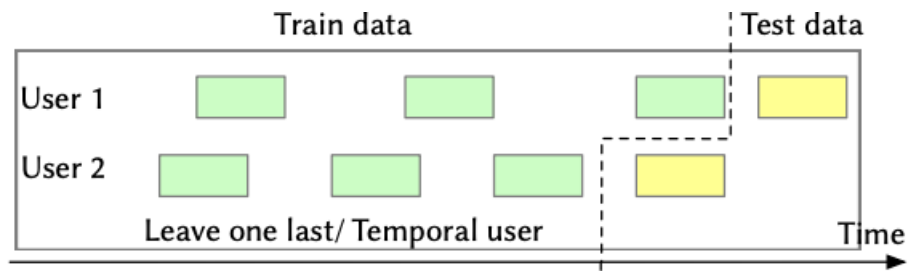 Train data
Test data
User 1
User 2
Leave one last/ Temporal user
Time